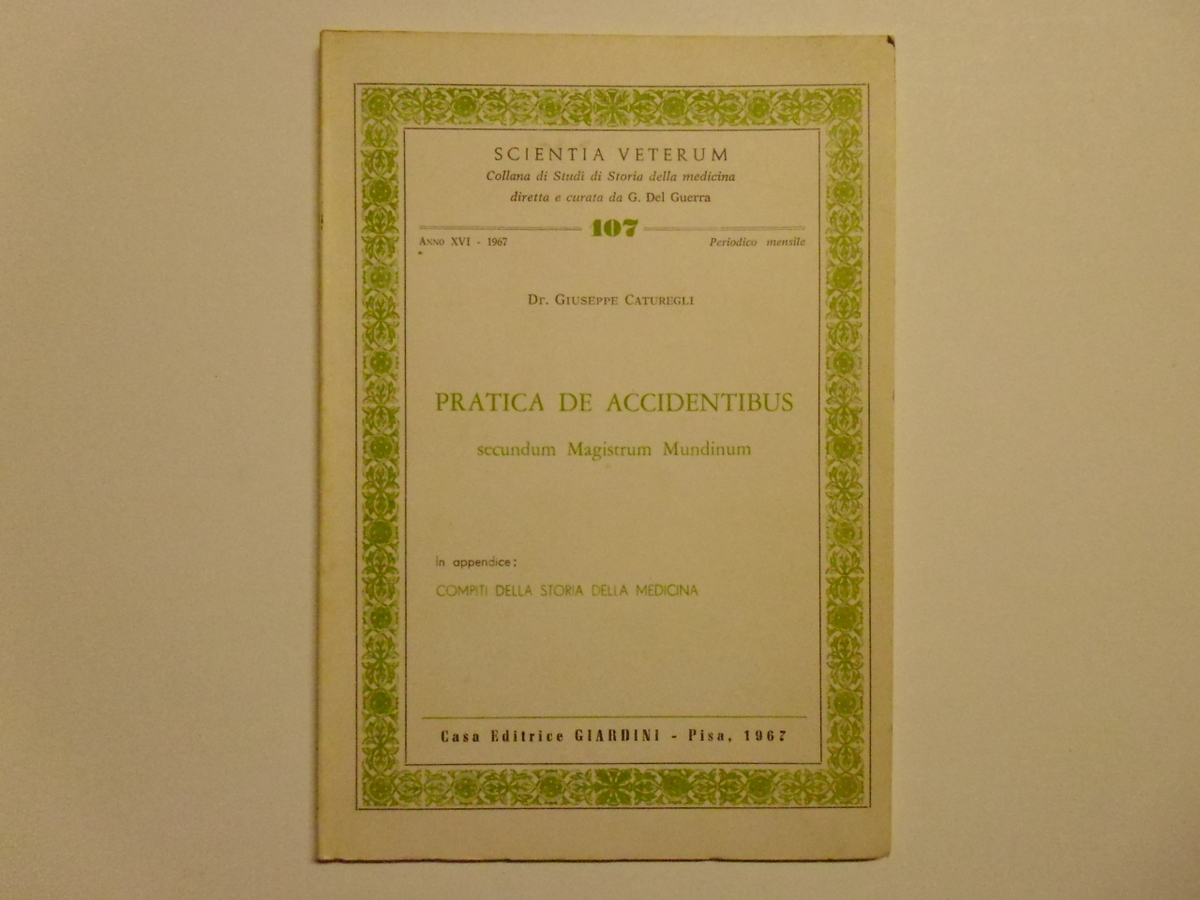 SCIENTIA VETERUM
Collana di Studi di Storia della medicina
diretta e curata da G. Del Guerra
107
Anno XVI - 1967 Periodico mensile
Dr. Giuseppe Caturegli
PRATICA DE ACCIDENTIBUS
secundum Magistrum Mundinum
In appendice:
COMPITI DELLA STORIA DELLA MEDICINA
Casa Editrice GIARDINI - Pisa, 1967